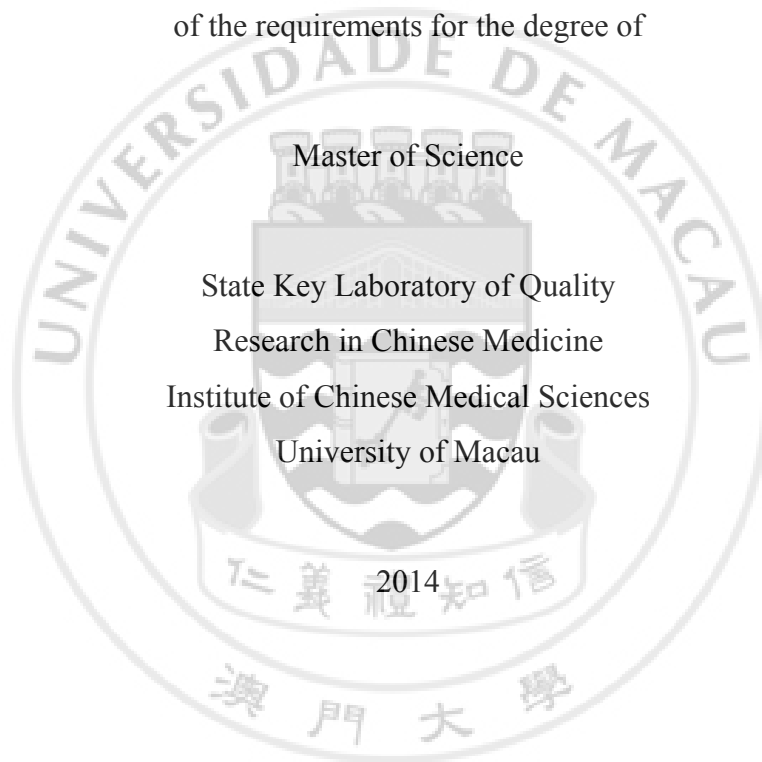 of the requirements for the degree of
UNIVERSIDADE DE MACAU
Master of Science
State Key Laboratory of Quality
Research in Chinese Medicine
Institute of Chinese Medical Sciences
University of Macau
仁義禮知信
2014
澳門大學